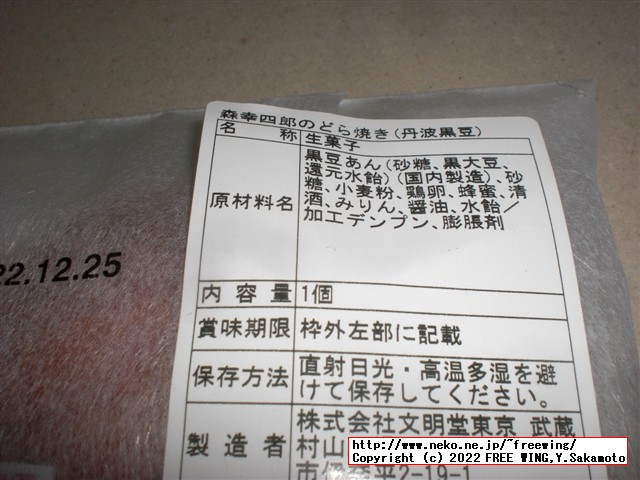 森幸四郎のどら焼き(丹波黒豆)
名 称 生菓子
原材料名 黒豆あん(砂糖、黒大豆、
還元水飴)(国内製造)、砂
糖、小麦粉、鶏卵、蜂蜜、清
酒、みりん、醤油、水飴/
加工デンプン、膨脹剤
内容量 1個
賞味期限 枠外左部に記載
保存方法 直射日光・高温多湿を避
けて保存してください。
製造者 株式会社文明堂東京 武蔵
村山
2-19-1
22.12.25
http://www.neko.ne.jp/~freewing/
Copyright (c) 2022 FREE WING,Y.Sakamoto